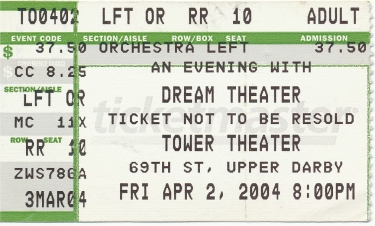 TO0402 LFT OR RR 10 ADULT
EVENT CODE SECTION/AISLE ROW/BOX SEAT ADMISSION
$ 37.50 ORCHESTRA LEFT 37.50
CC 8.25 AN EVENING WITH
SECTION/AISLE
LFT OR DREAM THEATER
ticketmaster
MC 11X TICKET NOT TO BE RESOLD
ROW SEAT
RR 10 TOWER THEATER
ZWS786A 69TH ST, UPPER DARBY
3MAR04 FRI APR 2, 2004 8:00PM